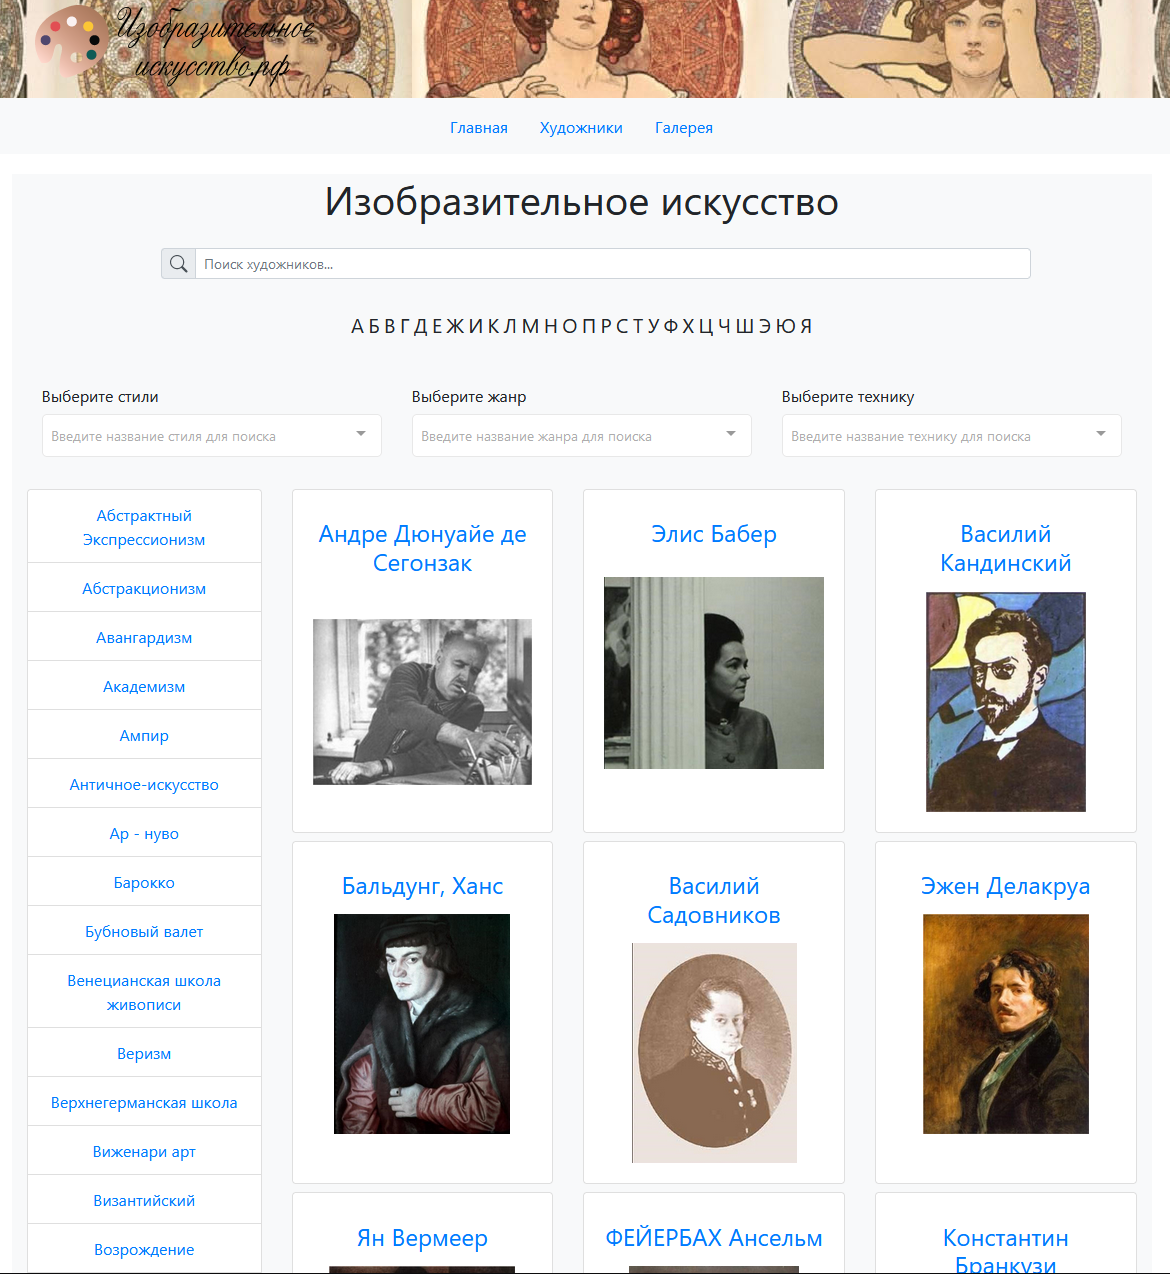 Изобразительное
искусство.рф
Главная Художники Галерея
Изобразительное искусство
Поиск художников...
А Б В Г Д Е Ж И К Л М Н О П Р С Т У Ф Х Ц Ч Ш Э Ю Я
Выберите стили Выберите жанр Выберите технику
Введите название стиля для поиска Введите название жанра для поиска Введите название технику для поиска
Абстрактный
Экспрессионизм
Абстракционизм
Авангардизм
Академизм
Ампир
Античное-искусство
Ар - нуво
Барокко
Бубновый валет
Венецианская школа
живописи
Веризм
Верхнегерманская школа
Виженари арт
Византийский
Возрождение
Андре Дюнуайе де
Сегонзак
Элис Бабер
Василий
Кандинский
Бальдунг, Ханс
Василий
Садовников
Эжен Делакруа
Ян Вермеер
ФЕЙЕРБАХ Ансельм
Константин
Бранкузи